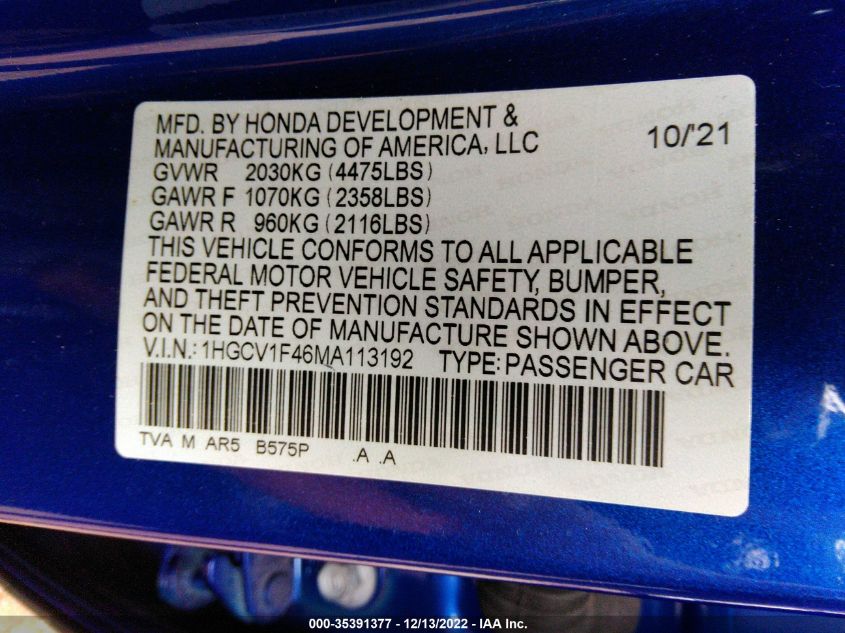 MFD. BY HONDA DEVELOPMENT &
MANUFACTURING OF AMERICA, LLC 10/'21
GVWR 2030KG (4475LBS)
GAWR F 1070KG (2358LBS)
GAWR R 960KG (2116LBS)
THIS VEHICLE CONFORMS TO ALL APPLICABLE
FEDERAL MOTOR VEHICLE SAFETY, BUMPER,
AND THEFT PREVENTION STANDARDS IN EFFECT
ON THE DATE OF MANUFACTURE SHOWN ABOVE.
V.I.N.: 1HGCV1F46MA113192 TYPE: PASSENGER CAR
TVA M AR5 B575P .A .A
000-35391377 - 12/13/2022 - IAA Inc.